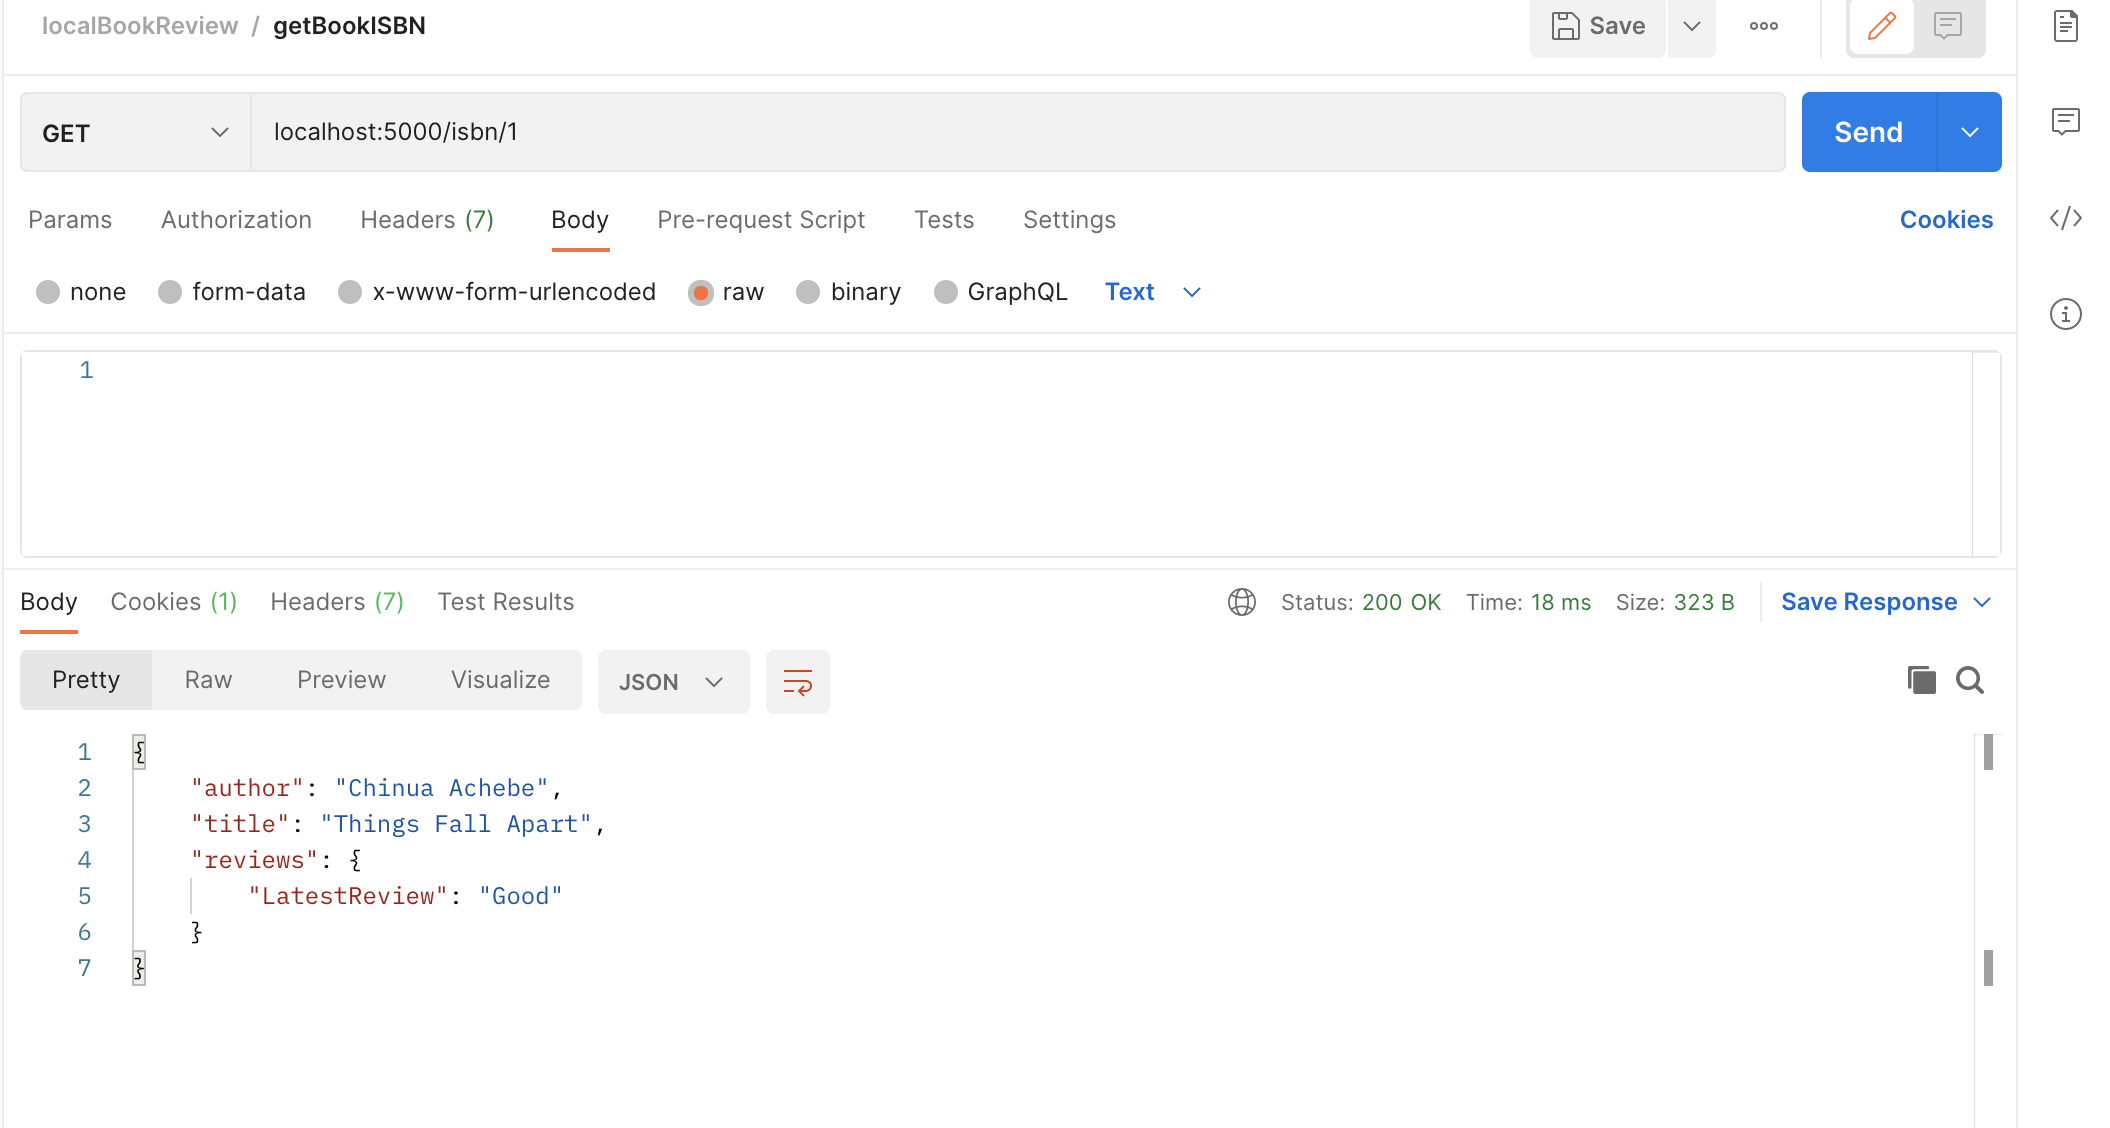 localBookReview / getBookISBN
Save
GET
localhost:5000/isbn/1
Send
Params Authorization Headers (7) Body Pre-request Script Tests Settings Cookies
none form-data x-www-form-urlencoded raw binary GraphQL Text
1
Body Cookies (1) Headers (7) Test Results Status: 200 OK Time: 18 ms Size: 323 B Save Response
Pretty Raw Preview Visualize JSON
1 {
2 "author": "Chinua Achebe",
3 "title": "Things Fall Apart",
4 "reviews": {
5 "LatestReview": "Good"
6 }
7 }